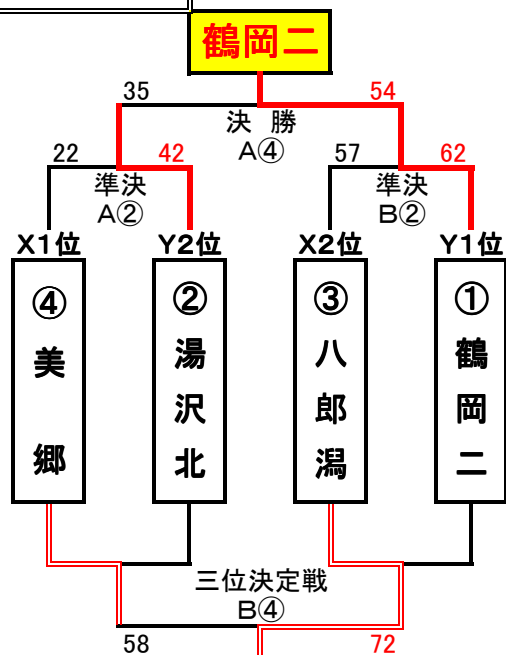 鶴岡二
35 54
決 勝
A④
22 42 57 62
準決 準決
A② B②
X1位 Y2位 X2位 Y1位
④美郷
②湯沢北
③八郎潟
①鶴岡二
三位決定戦
B④
58 72